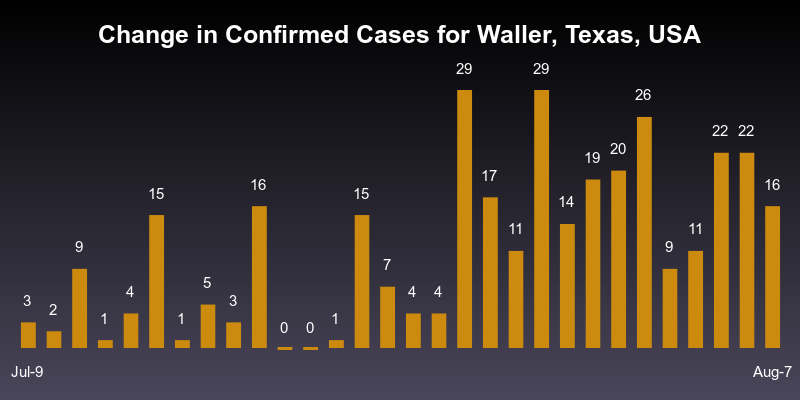 Change in Confirmed Cases for Waller, Texas, USA
3 2 9 1 4 15 1 5 3 16 0 0 1 15 7 4 4 29 17 11 29 14 19 20 26 9 11 22 22 16
Jul-9 Aug-7